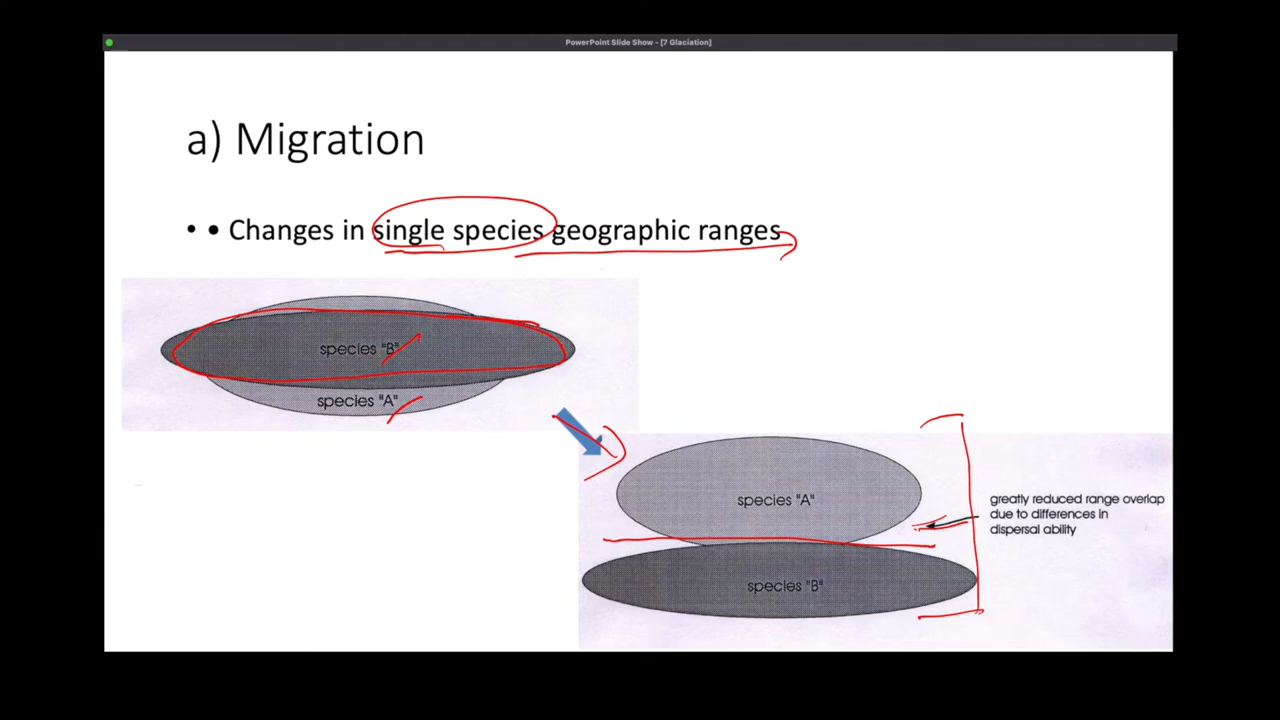 PowerPoint Slide Show - [7 Glaciation]
a) Migration
• • Changes in single species geographic ranges
species "B"
species "A"
species "A"
greatly reduced range overlap
due to differences in
dispersal ability
species "B"